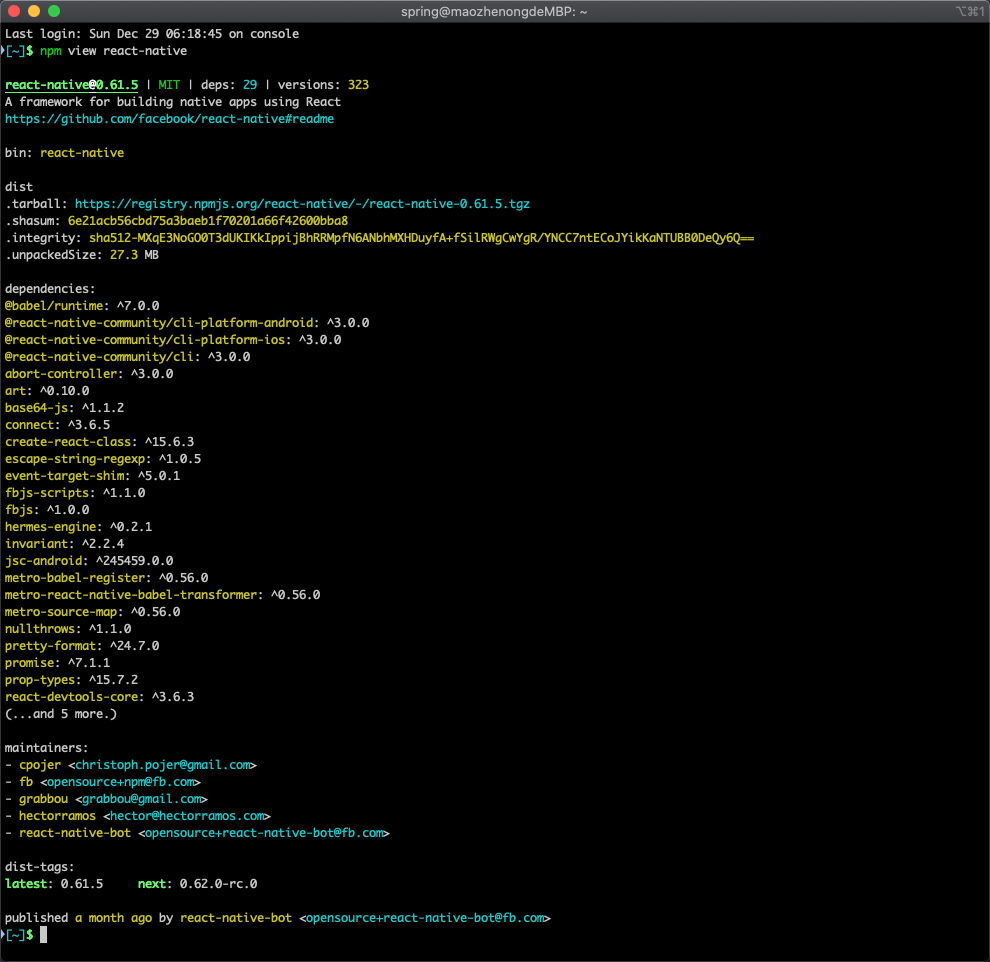 spring@maozhenongdeMBP: ~
⌥⌘1
Last login: Sun Dec 29 06:18:45 on console
[~]$ npm view react-native
react-native@0.61.5 | MIT | deps: 29 | versions: 323
A framework for building native apps using React
https://github.com/facebook/react-native#readme
bin: react-native
dist
.tarball: https://registry.npmjs.org/react-native/-/react-native-0.61.5.tgz
.shasum: 6e21acb56cbd75a3baeb1f70201a66f42600bba8
.integrity: sha512-MXqE3NoGO0T3dUKIKkIppijBhRRMpfN6ANbhMXHDuyfA+fSilRWgCwYgR/YNCC7ntECoJYikKaNTUBB0DeQy6Q==
.unpackedSize: 27.3 MB
dependencies:
@babel/runtime: ^7.0.0
@react-native-community/cli-platform-android: ^3.0.0
@react-native-community/cli-platform-ios: ^3.0.0
@react-native-community/cli: ^3.0.0
abort-controller: ^3.0.0
art: ^0.10.0
base64-js: ^1.1.2
connect: ^3.6.5
create-react-class: ^15.6.3
escape-string-regexp: ^1.0.5
event-target-shim: ^5.0.1
fbjs-scripts: ^1.1.0
fbjs: ^1.0.0
hermes-engine: ^0.2.1
invariant: ^2.2.4
jsc-android: ^245459.0.0
metro-babel-register: ^0.56.0
metro-react-native-babel-transformer: ^0.56.0
metro-source-map: ^0.56.0
nullthrows: ^1.1.0
pretty-format: ^24.7.0
promise: ^7.1.1
prop-types: ^15.7.2
react-devtools-core: ^3.6.3
(...and 5 more.)
maintainers:
- cpojer <christoph.pojer@gmail.com>
- fb <opensource+npm@fb.com>
- grabbou <grabbou@gmail.com>
- hectorramos <hector@hectorramos.com>
- react-native-bot <opensource+react-native-bot@fb.com>
dist-tags:
latest: 0.61.5 next: 0.62.0-rc.0
published a month ago by react-native-bot <opensource+react-native-bot@fb.com>
[~]$